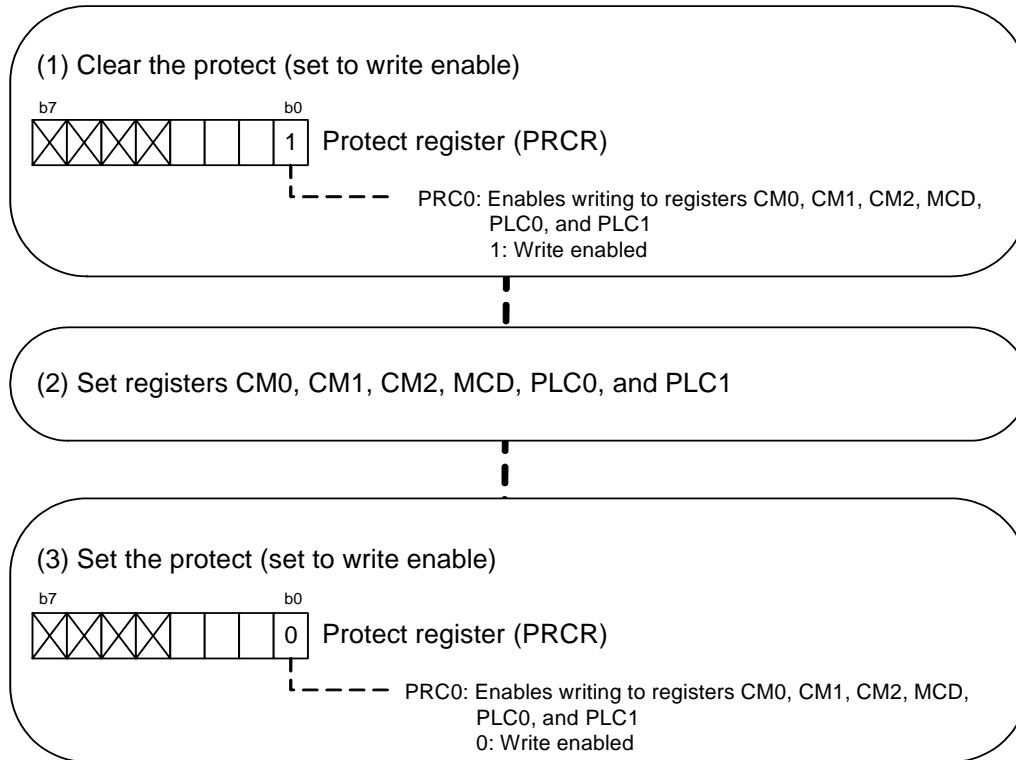 (1) Clear the protect (set to write enable)
b7 b0
1 Protect register (PRCR)
PRC0: Enables writing to registers CM0, CM1, CM2, MCD,
PLC0, and PLC1
1: Write enabled
(2) Set registers CM0, CM1, CM2, MCD, PLC0, and PLC1
(3) Set the protect (set to write enable)
b7 b0
0 Protect register (PRCR)
PRC0: Enables writing to registers CM0, CM1, CM2, MCD,
PLC0, and PLC1
0: Write enabled